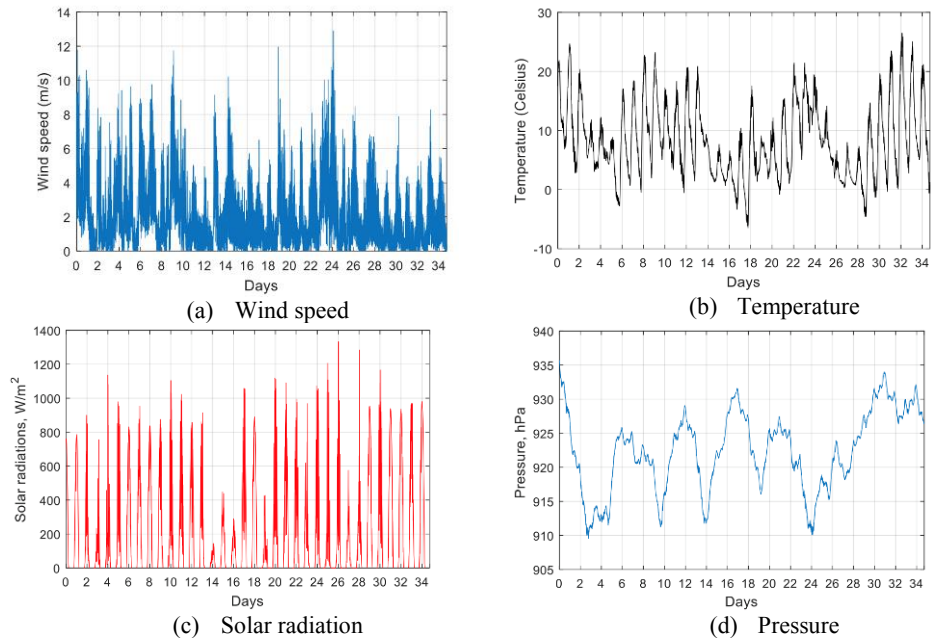 14
12
10
8
6
4
2
0
Wind speed (m/s)
0 2 4 6 8 10 12 14 16 18 20 22 24 26 28 30 32 34
Days
(a) Wind speed
30
20
10
0
-10
Temperature (Celsius)
0 2 4 6 8 10 12 14 16 18 20 22 24 26 28 30 32 34
Days
(b) Temperature
1400
1200
1000
800
600
400
200
0
Solar radiations, W/m²
0 2 4 6 8 10 12 14 16 18 20 22 24 26 28 30 32 34
Days
(c) Solar radiation
940
935
930
925
920
915
910
905
Pressure, hPa
0 2 4 6 8 10 12 14 16 18 20 22 24 26 28 30 32 34
Days
(d) Pressure